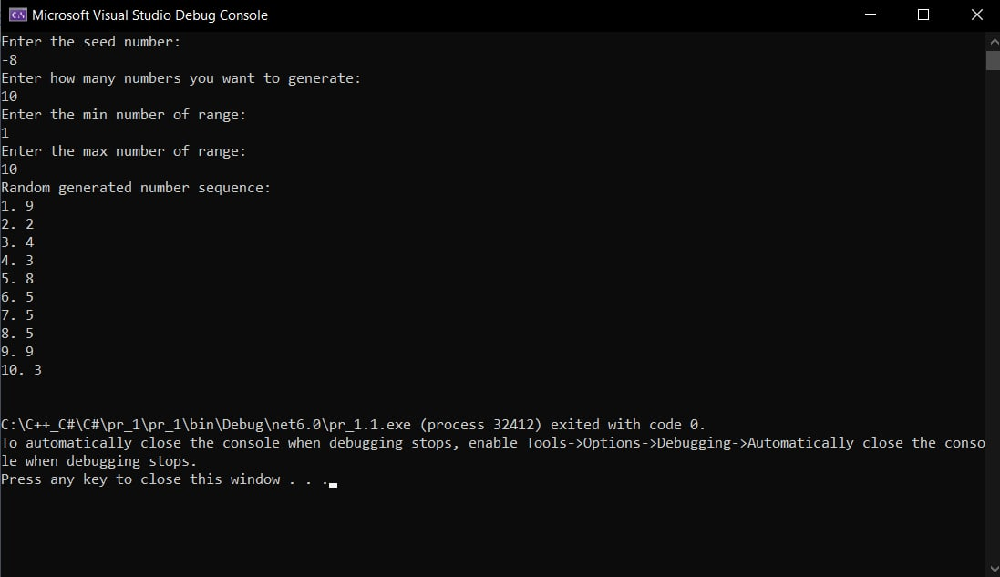 Microsoft Visual Studio Debug Console
Enter the seed number:
-8
Enter how many numbers you want to generate:
10
Enter the min number of range:
1
Enter the max number of range:
10
Random generated number sequence:
1. 9
2. 2
3. 4
4. 3
5. 8
6. 5
7. 5
8. 5
9. 9
10. 3
C:\C++_C#\C#\pr_1\pr_1\bin\Debug\net6.0\pr_1.1.exe (process 32412) exited with code 0.
To automatically close the console when debugging stops, enable Tools->Options->Debugging->Automatically close the conso
le when debugging stops.
Press any key to close this window . . .